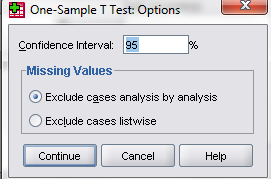 One-Sample T Test: Options
Confidence Interval: 95 %
Missing Values
Exclude cases analysis by analysis
Exclude cases listwise
Continue Cancel Help